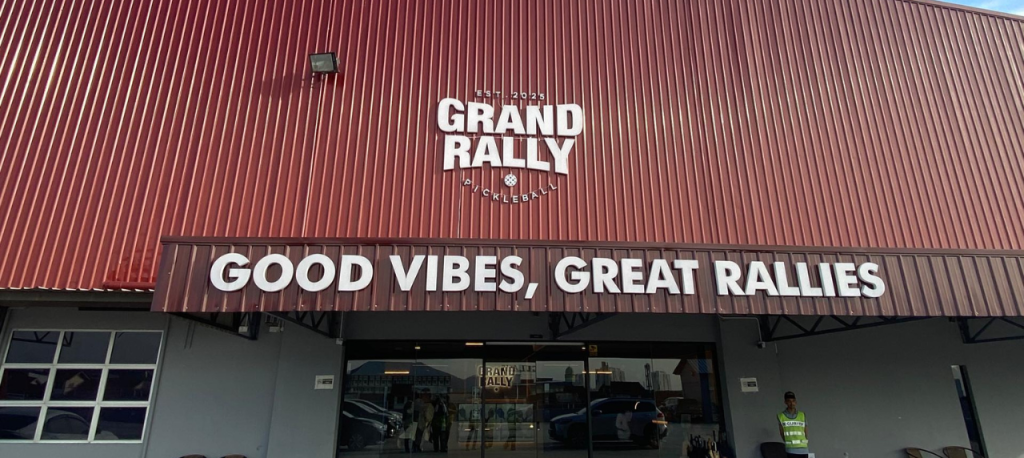 EST. 2025
GRAND
RALLY
PICKLEBALL
GOOD VIBES, GREAT RALLIES
GRAND
RALLY